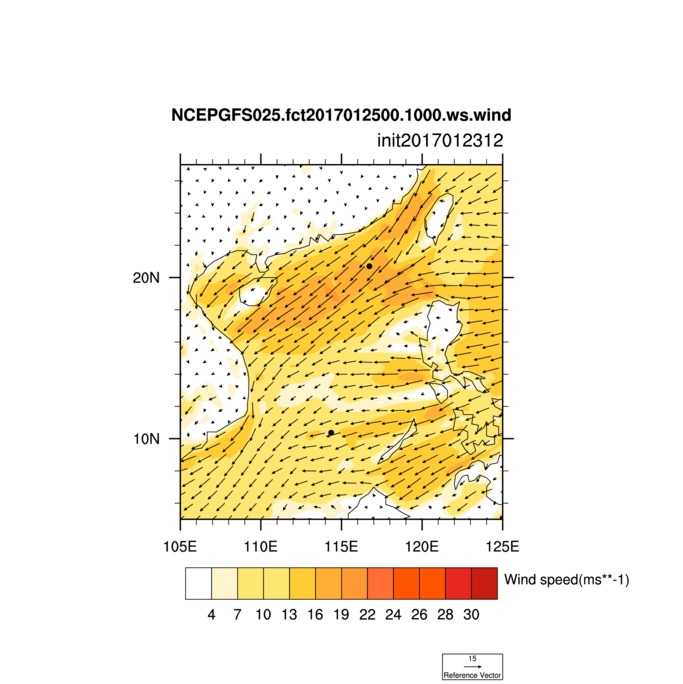 NCEPGFS025.fct2017012500.1000.ws.wind
init2017012312
20N
10N
105E 110E 115E 120E 125E
Wind speed(ms**-1)
4 7 10 13 16 19 22 24 26 28 30
15
Reference Vector